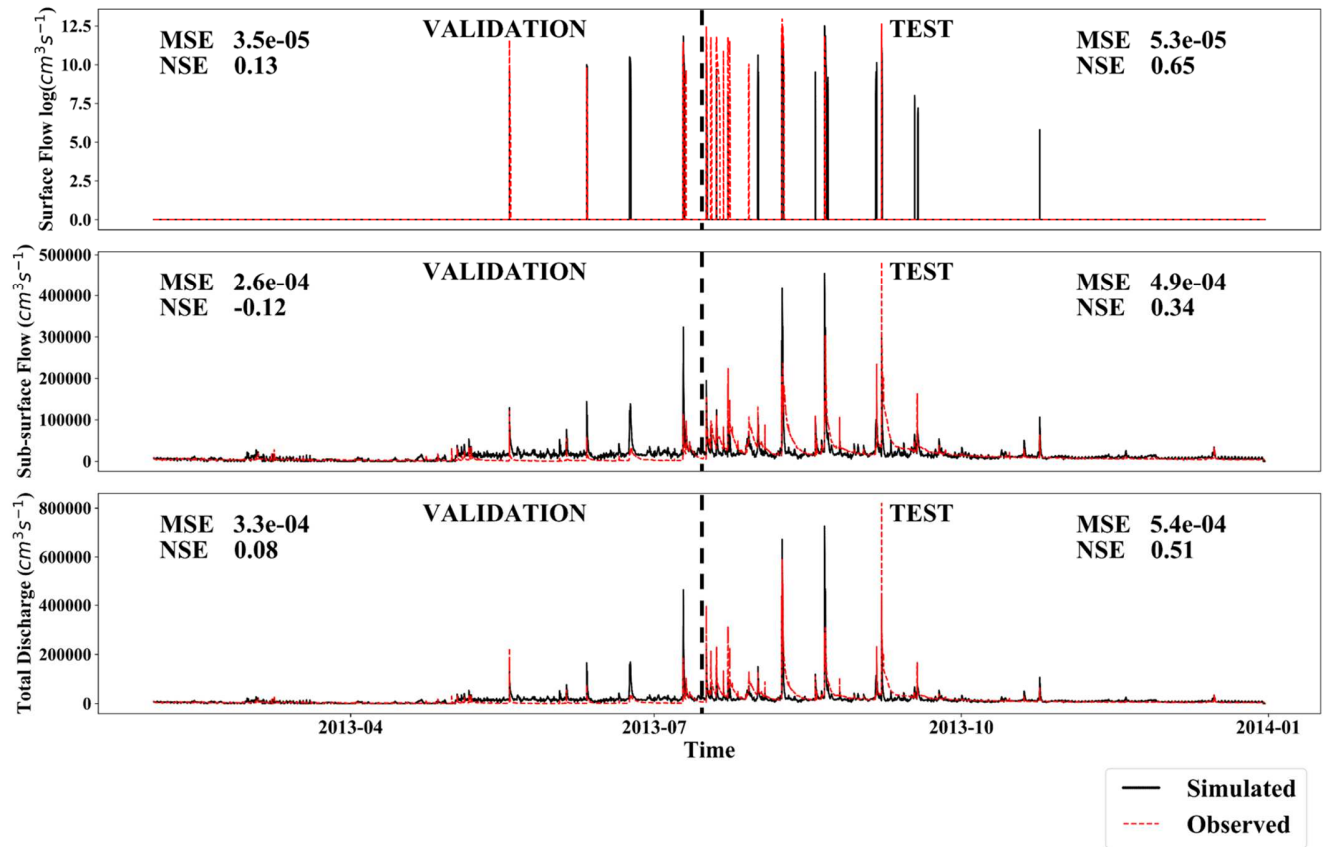 VALIDATION
TEST
MSE 3.5e-05
NSE 0.13
MSE 5.3e-05
NSE 0.65
Surface Flow log(cm³s⁻¹)
12.5
10.0
7.5
5.0
2.5
0.0
VALIDATION
TEST
MSE 2.6e-04
NSE -0.12
MSE 4.9e-04
NSE 0.34
Sub-surface Flow (cm³s⁻¹)
500000
400000
300000
200000
100000
0
VALIDATION
TEST
MSE 3.3e-04
NSE 0.08
MSE 5.4e-04
NSE 0.51
Total Discharge (cm³s⁻¹)
800000
600000
400000
200000
0
2013-04
2013-07
2013-10
2014-01
Time
Simulated
Observed